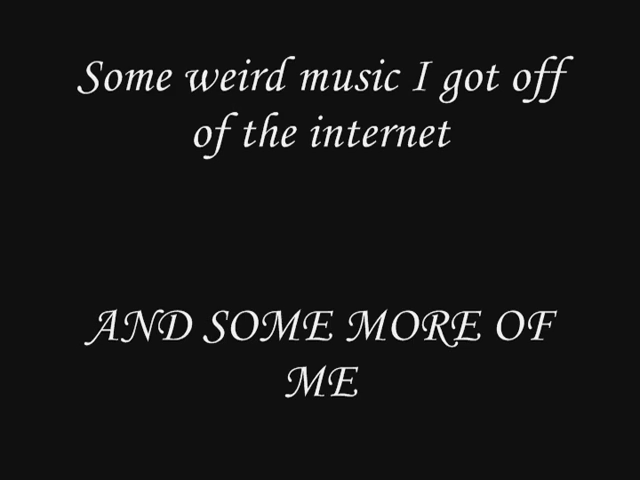 Some weird music I got off
of the internet
AND SOME MORE OF
ME